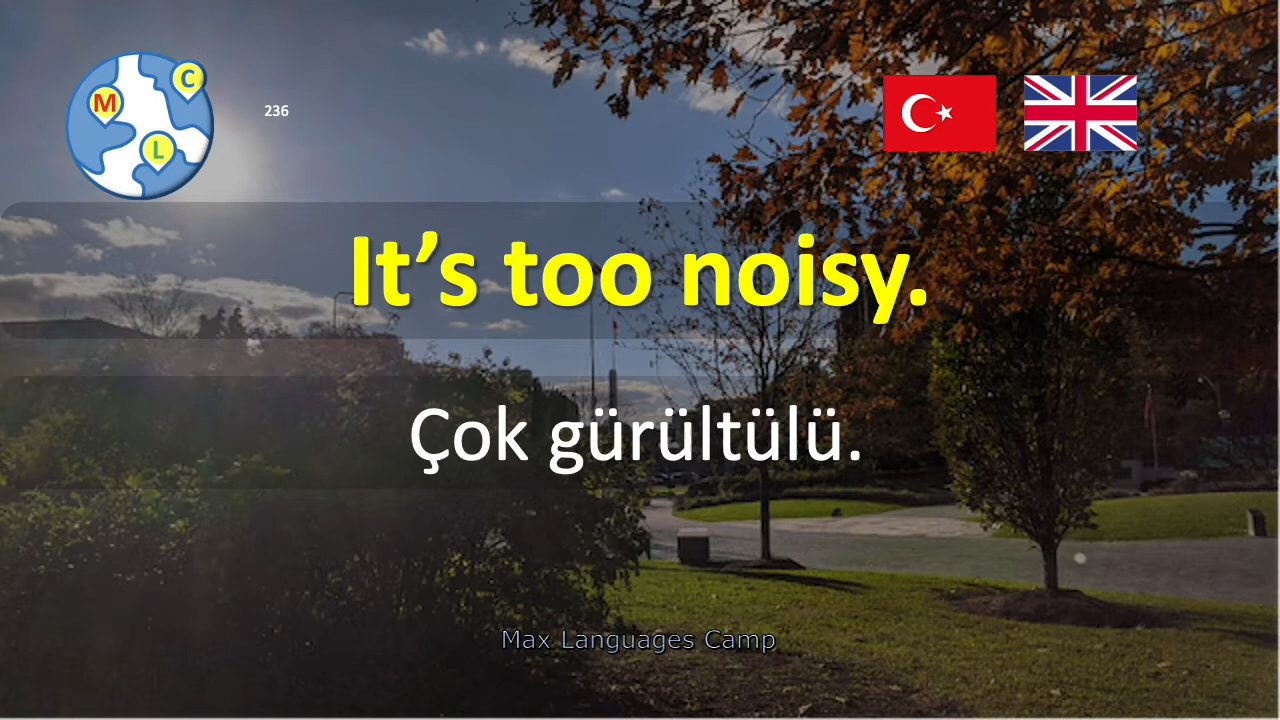 M
C
L
236
It’s too noisy.
Çok gürültülü.
Max Languages Camp